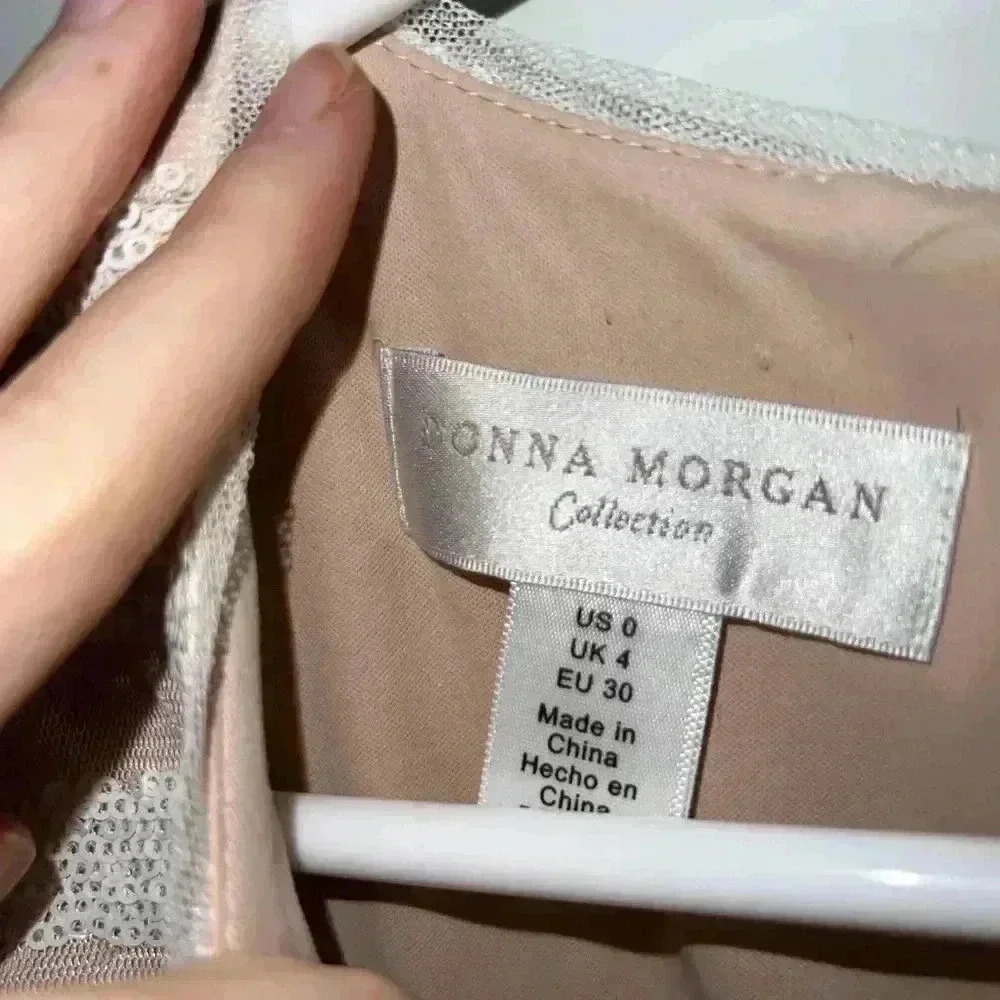 DONNA MORGAN
Collection
US 0
UK 4
EU 30
Made in
China
Hecho en
China